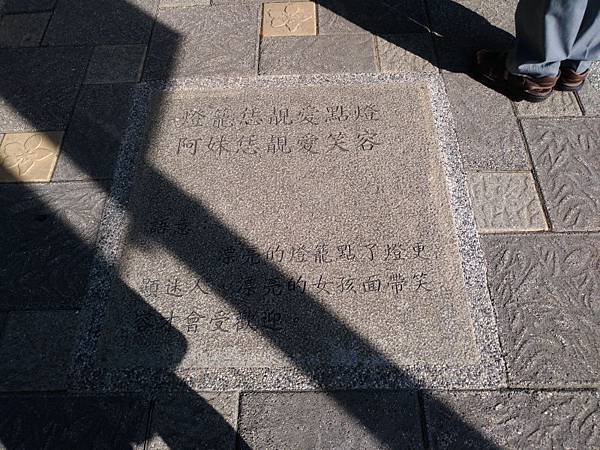 燈籠恁靚愛點燈
阿妹恁靚愛笑容
語意：
漂亮的燈籠點了燈更
顯迷人，漂亮的女孩面帶笑
容才會受歡迎。